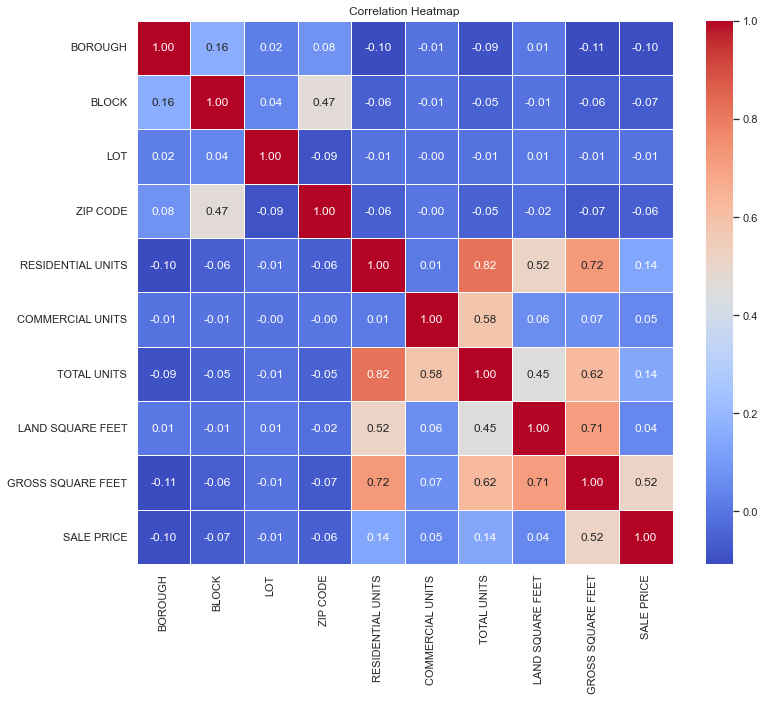 Correlation Heatmap
BOROUGH 1.00 0.16 0.02 0.08 -0.10 -0.01 -0.09 0.01 -0.11 -0.10
BLOCK 0.16 1.00 0.04 0.47 -0.06 -0.01 -0.05 -0.01 -0.06 -0.07
LOT 0.02 0.04 1.00 -0.09 -0.01 -0.00 -0.01 0.01 -0.01 -0.01
ZIP CODE 0.08 0.47 -0.09 1.00 -0.06 -0.00 -0.05 -0.02 -0.07 -0.06
RESIDENTIAL UNITS -0.10 -0.06 -0.01 -0.06 1.00 0.01 0.82 0.52 0.72 0.14
COMMERCIAL UNITS -0.01 -0.01 -0.00 -0.00 0.01 1.00 0.58 0.06 0.07 0.05
TOTAL UNITS -0.09 -0.05 -0.01 -0.05 0.82 0.58 1.00 0.45 0.62 0.14
LAND SQUARE FEET 0.01 -0.01 0.01 -0.02 0.52 0.06 0.45 1.00 0.71 0.04
GROSS SQUARE FEET -0.11 -0.06 -0.01 -0.07 0.72 0.07 0.62 0.71 1.00 0.52
SALE PRICE -0.10 -0.07 -0.01 -0.06 0.14 0.05 0.14 0.04 0.52 1.00
BOROUGH
BLOCK
LOT
ZIP CODE
RESIDENTIAL UNITS
COMMERCIAL UNITS
TOTAL UNITS
LAND SQUARE FEET
GROSS SQUARE FEET
SALE PRICE
1.0
0.8
0.6
0.4
0.2
0.0